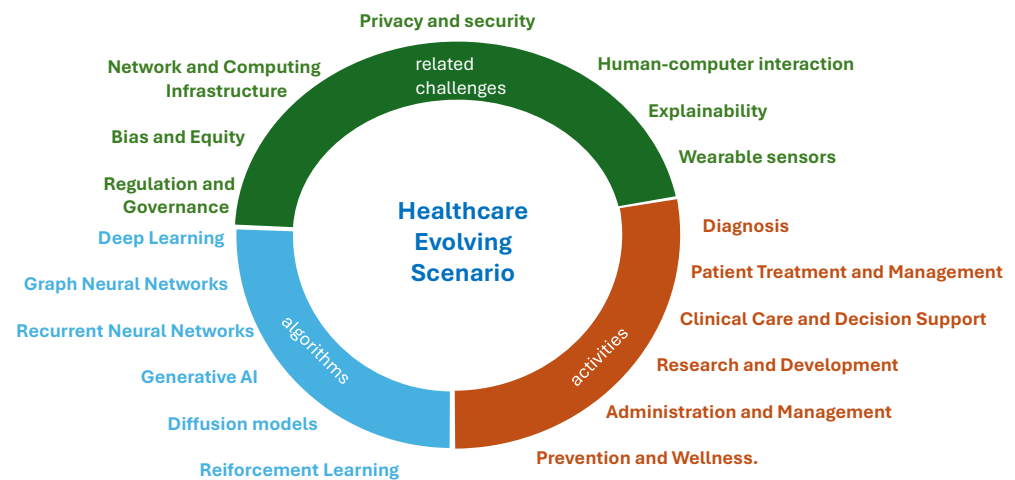 Privacy and security
related
challenges
Human-computer interaction
Explainability
Wearable sensors
Network and Computing
Infrastructure
Bias and Equity
Regulation and
Governance
Healthcare
Evolving
Scenario
Deep Learning
Graph Neural Networks
Recurrent Neural Networks
Generative AI
Diffusion models
Reiforcement Learning
algorithms
activities
Diagnosis
Patient Treatment and Management
Clinical Care and Decision Support
Research and Development
Administration and Management
Prevention and Wellness.